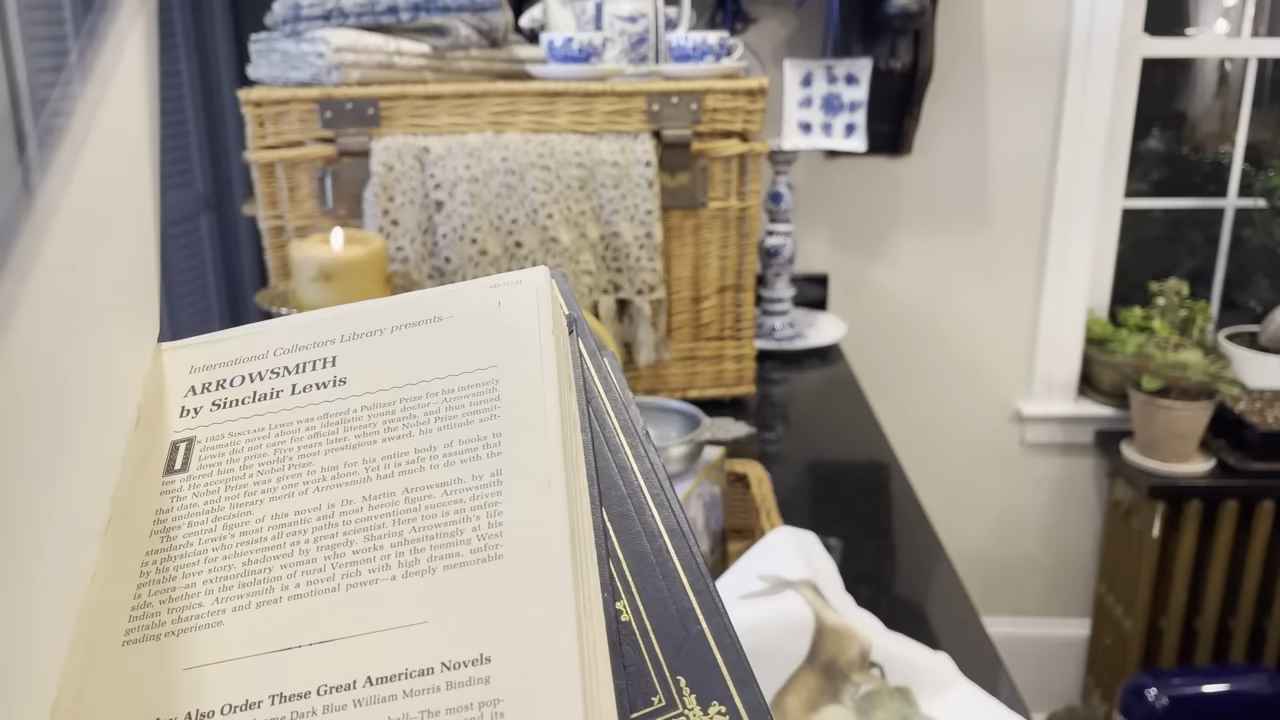 International Collectors Library presents—
ARROWSMITH
by Sinclair Lewis
IN 1925 SINCLAIR LEWIS was offered a Pulitzer Prize for his intensely
dramatic novel about an idealistic young doctor—Arrowsmith.
Lewis did not care for official literary awards, and thus turned
down the prize. Five years later, when the Nobel Prize commit-
tee offered him the world's most prestigious award, his attitude soft-
ened. He accepted a Nobel Prize.
The Nobel Prize was given to him for his entire body of books to
that date, and not for any one work alone. Yet it is safe to assume that
the undeniable literary merit of Arrowsmith had much to do with the
judges' final decision.
The central figure of this novel is Dr. Martin Arrowsmith, by all
standards Lewis's most romantic and most heroic figure. Arrowsmith
is a physician who resists all easy paths to conventional success, driven
by his quest for achievement as a great scientist. Here too is an unfor-
gettable love story, shadowed by tragedy. Sharing Arrowsmith's life
is Leora—an extraordinary woman who works unhesitatingly at his
side, whether in the isolation of rural Vermont or in the teeming West
Indian tropics. Arrowsmith is a novel rich with high drama, unfor-
gettable characters and great emotional power—a deeply memorable
reading experience.
Also Order These Great American Novels
Dark Blue William Morris Binding
The most pop-
and its